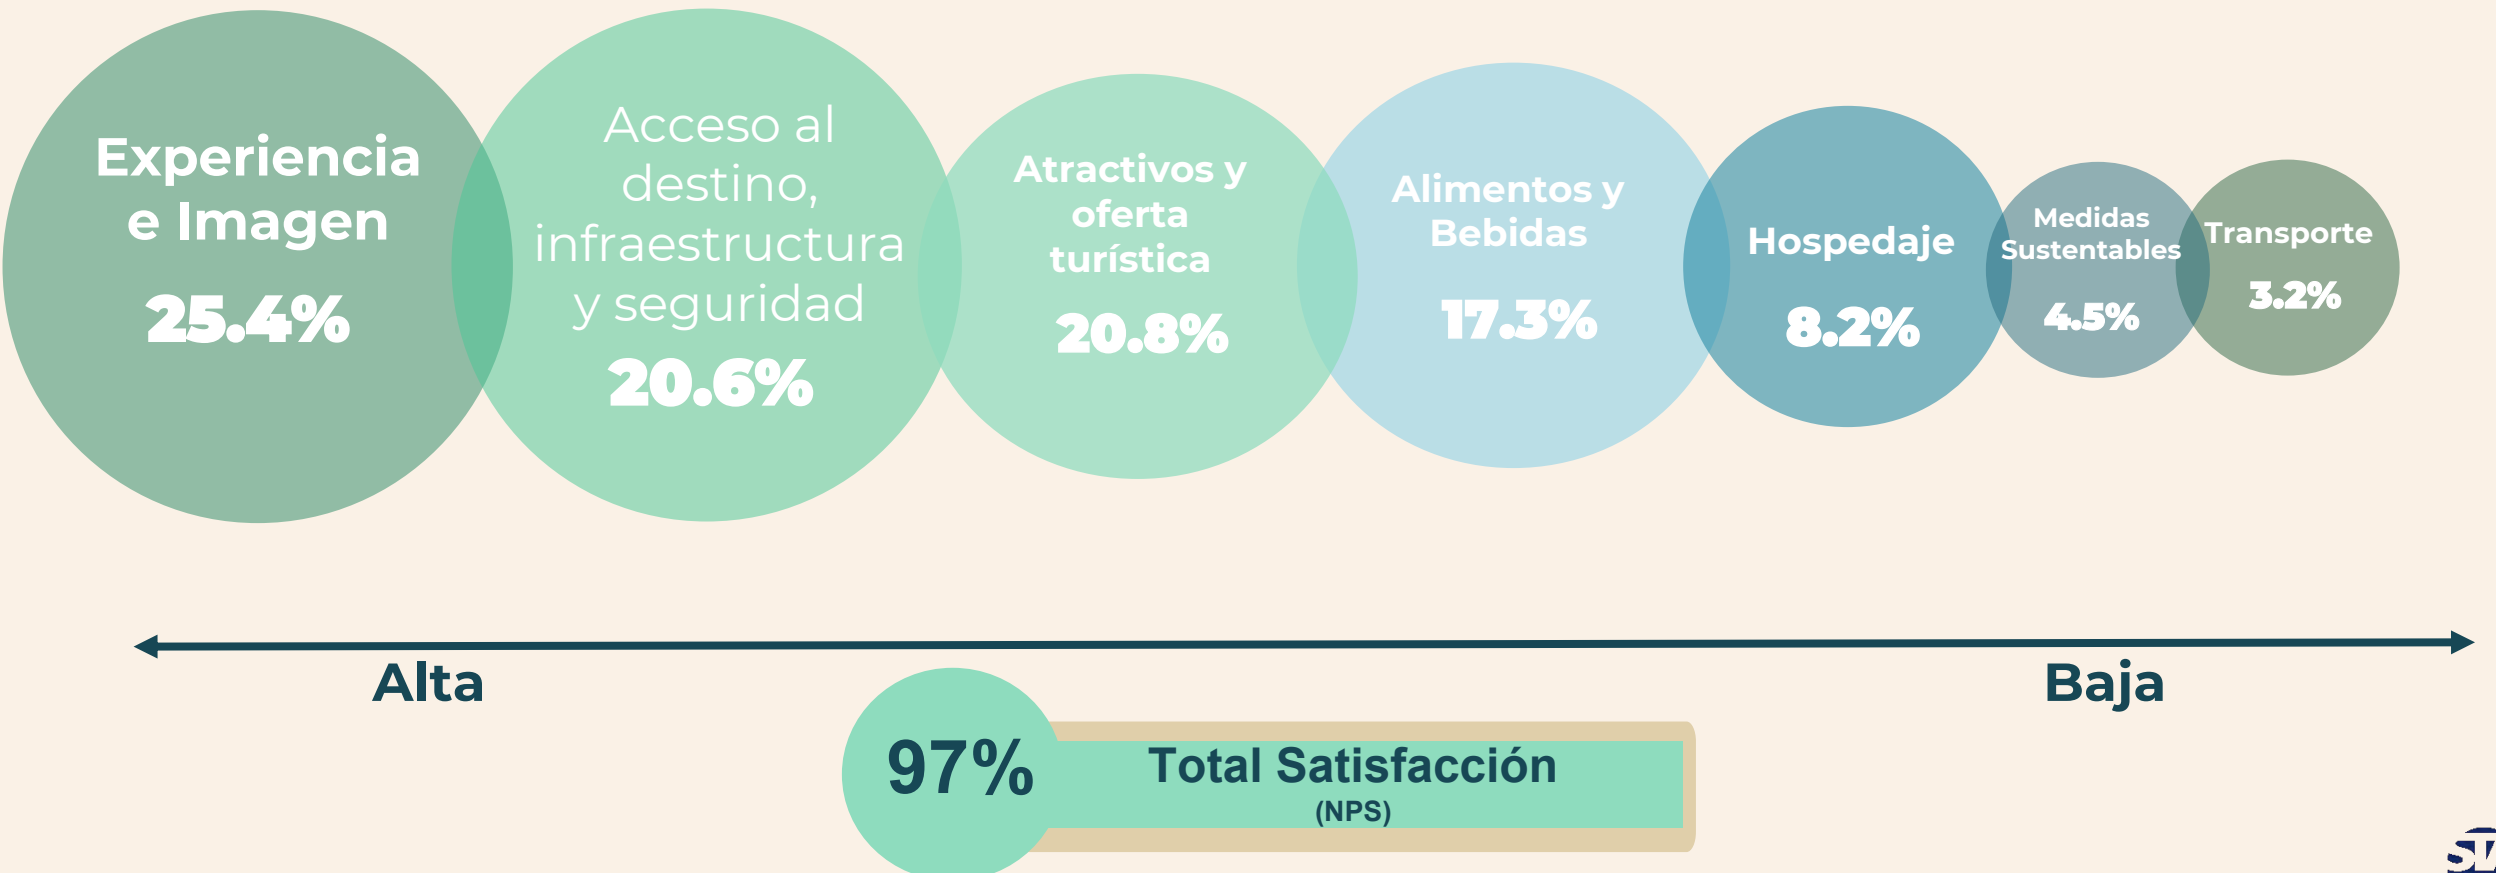 Experiencia
e Imagen
25.4%
Acceso al
destino,
infraestructura
y seguridad
20.6%
Atractivos y
oferta
turística
20.8%
Alimentos y
Bebidas
17.3%
Hospedaje
8.2%
Medidas
Sustentables
4.5%
Transporte
3.2%
Alta
Baja
97%
Total Satisfacción
(NPS)